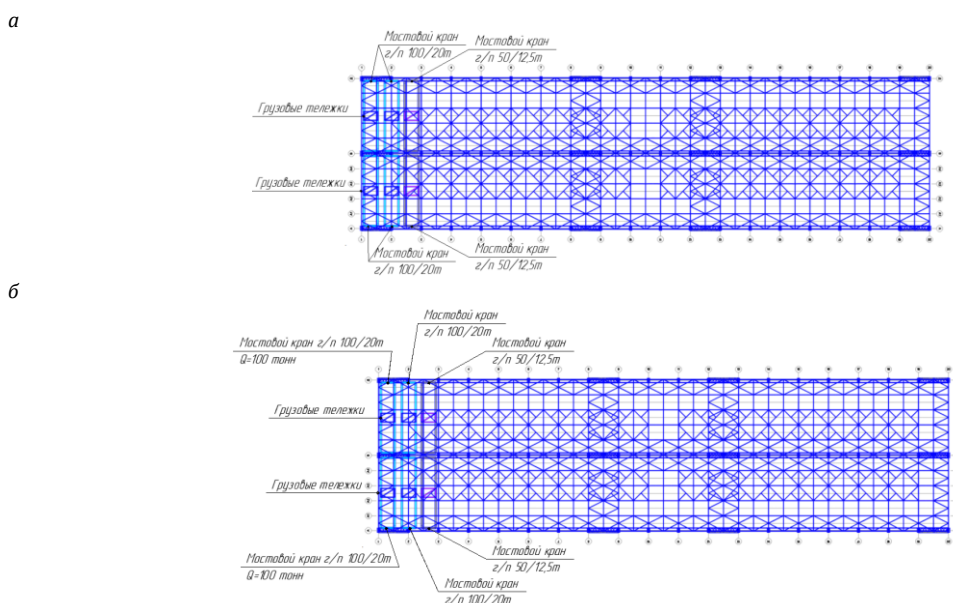 а
Мостовой кран
г/п 100/20т
Мостовой кран
г/п 50/12,5т
Грузовые тележки
Грузовые тележки
Мостовой кран
г/п 100/20т
Мостовой кран
г/п 50/12,5т
б
Мостовой кран
г/п 100/20т
Мостовой кран г/п 100/20т
Q=100 тонн
Мостовой кран
г/п 50/12,5т
Грузовые тележки
Грузовые тележки
Мостовой кран г/п 100/20т
Q=100 тонн
Мостовой кран
г/п 50/12,5т
Мостовой кран
г/п 100/20т